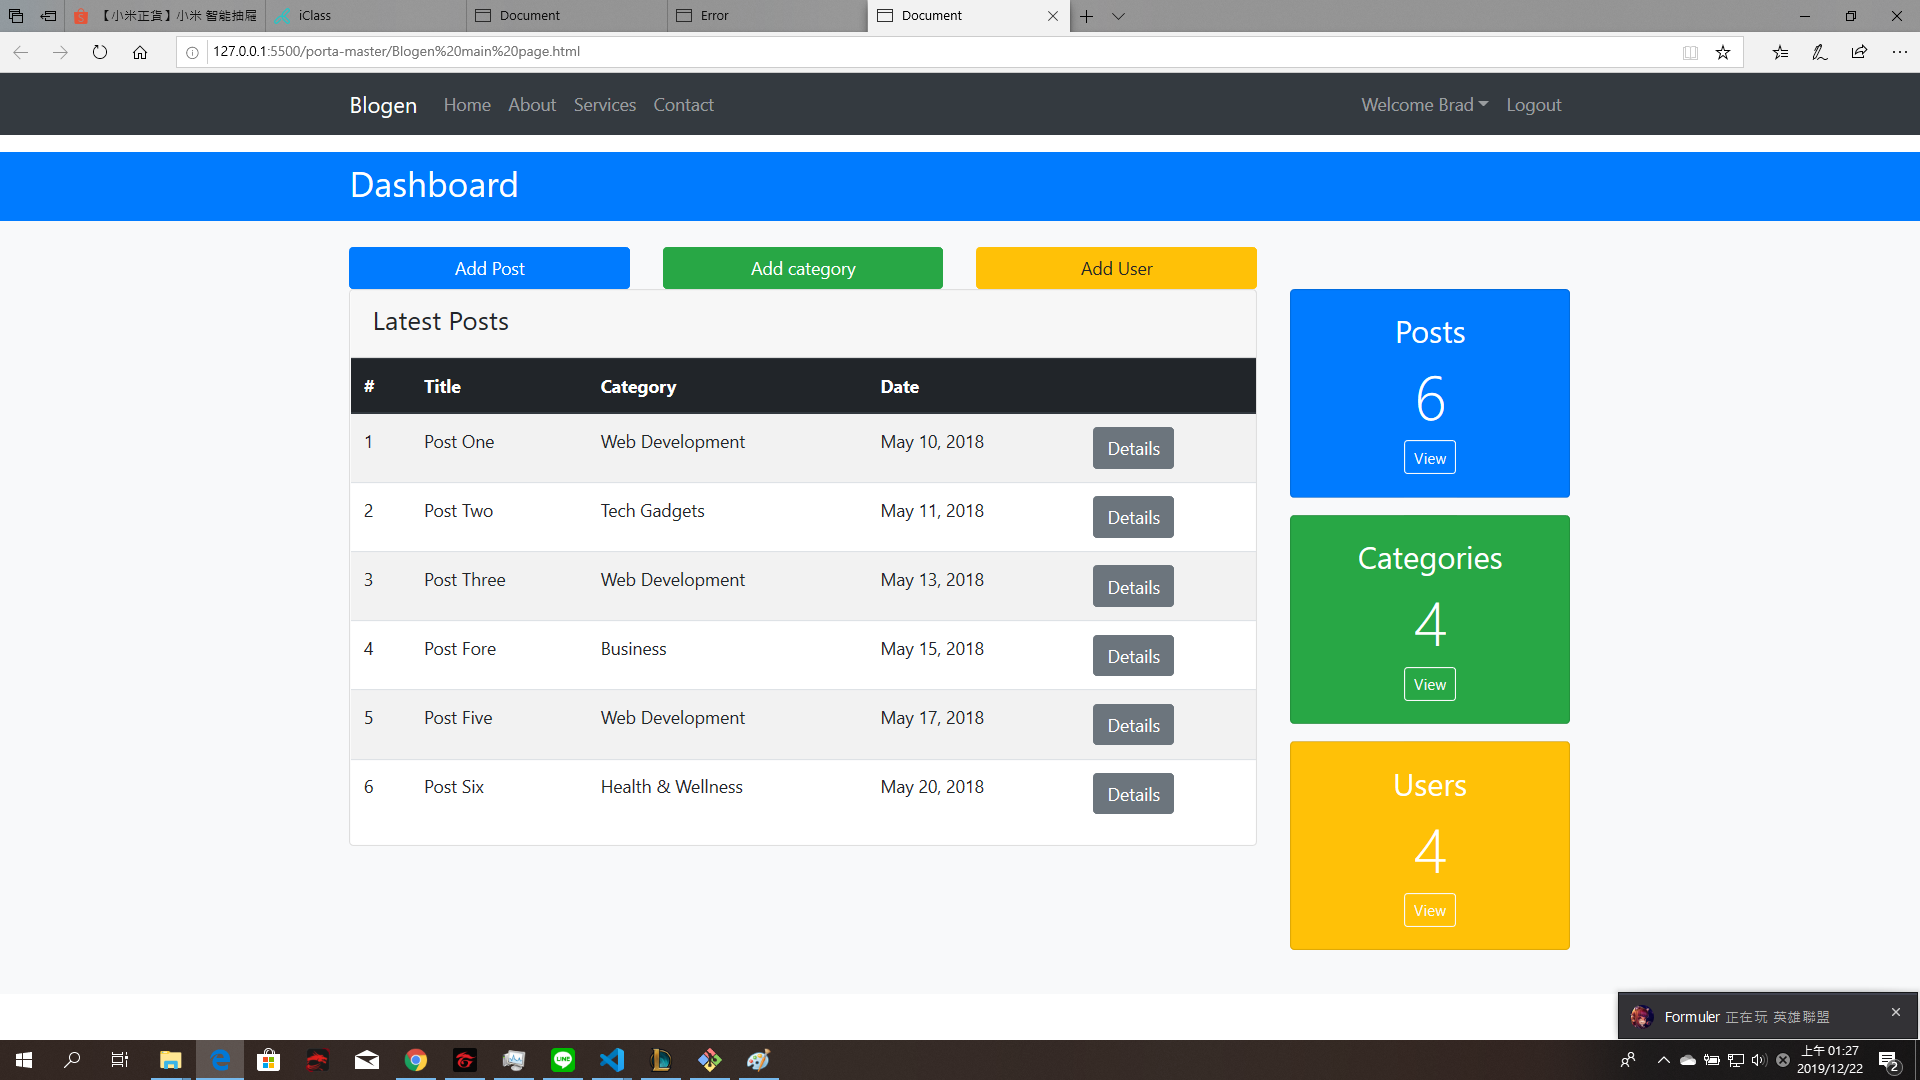 【小米正貨】小米 智能抽屜
iClass
Document
Error
Document
127.0.0.1:5500/porta-master/Blogen%20main%20page.html
Blogen Home About Services Contact Welcome Brad Logout
Dashboard
Add Post Add category Add User
Latest Posts
# Title Category Date
1 Post One Web Development May 10, 2018 Details
2 Post Two Tech Gadgets May 11, 2018 Details
3 Post Three Web Development May 13, 2018 Details
4 Post Fore Business May 15, 2018 Details
5 Post Five Web Development May 17, 2018 Details
6 Post Six Health & Wellness May 20, 2018 Details
Posts
6
View
Categories
4
View
Users
4
View
Formuler 正在玩 英雄聯盟
LINE
上午 01:27
2019/12/22
2